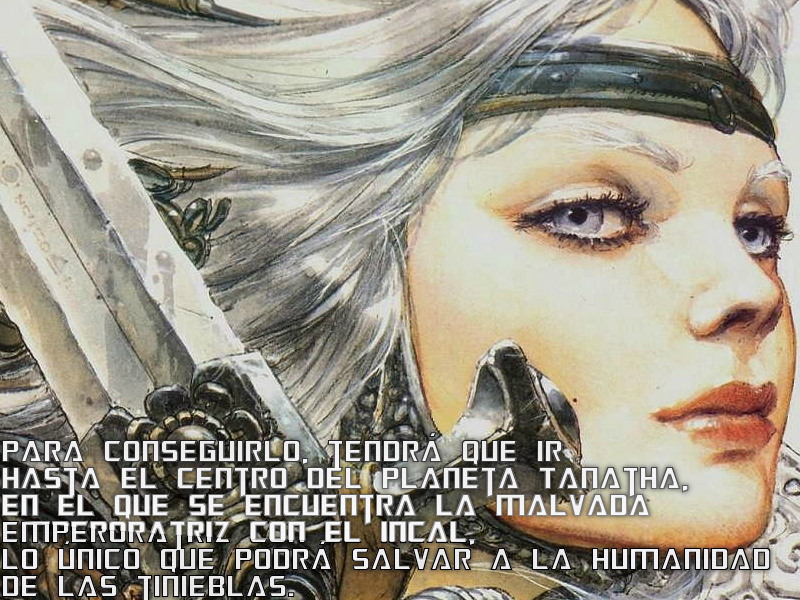 PARA CONSEGUIRLO, TENDRÁ QUE IR
HASTA EL CENTRO DEL PLANETA TANATHA,
EN EL QUE SE ENCUENTRA LA MALVADA
EMPERORATRIZ CON EL INCAL,
LO ÚNICO QUE PODRÁ SALVAR A LA HUMANIDAD
DE LAS TINIEBLAS.